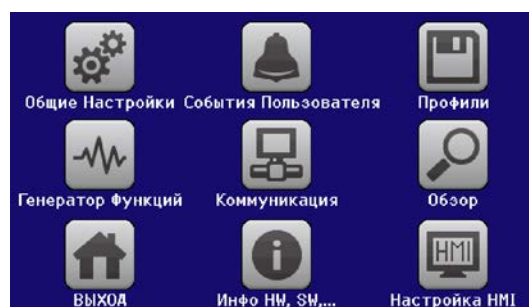 Общие Настройки
События Пользователя
Профили
Генератор Функций
Коммуникация
Обзор
HMI
ВЫХОД
Инфо HW, SW,...
Настройка HMI